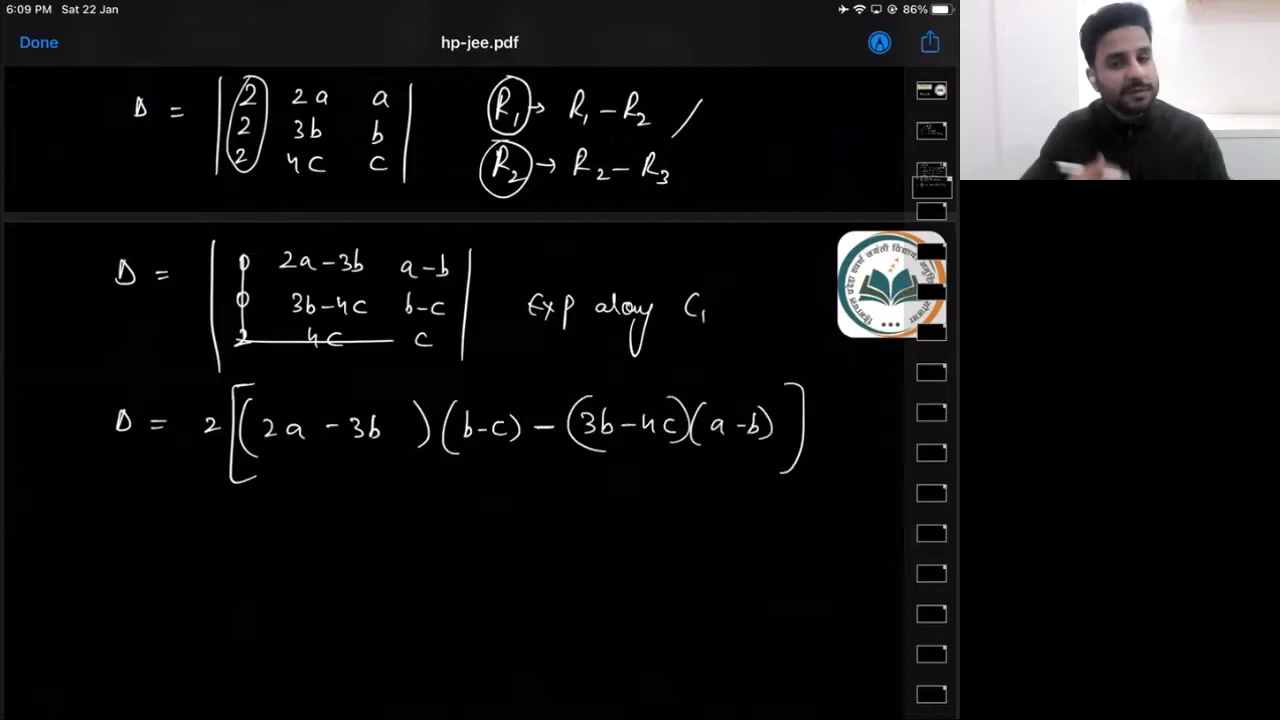 6:09 PM Sat 22 Jan 86%
Done hp-jee.pdf
D = | 2 2a a | R₁ → R₁ – R₂ /
| 2 3b b |
| 2 4c c | R₂ → R₂ – R₃
D = | 0 2a – 3b a – b |
| 0 3b – 4c b – c | Exp along C₁
| 2 4c c |
D = 2 [ ( 2a – 3b ) ( b – c ) – ( 3b – 4c ) ( a – b ) ]